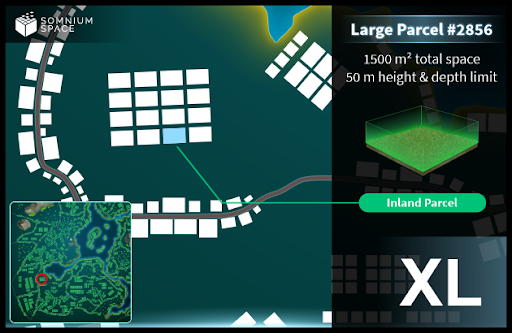 SOMNIUM
SPACE
Large Parcel #2856
1500 m² total space
50 m height & depth limit
Inland Parcel
XL